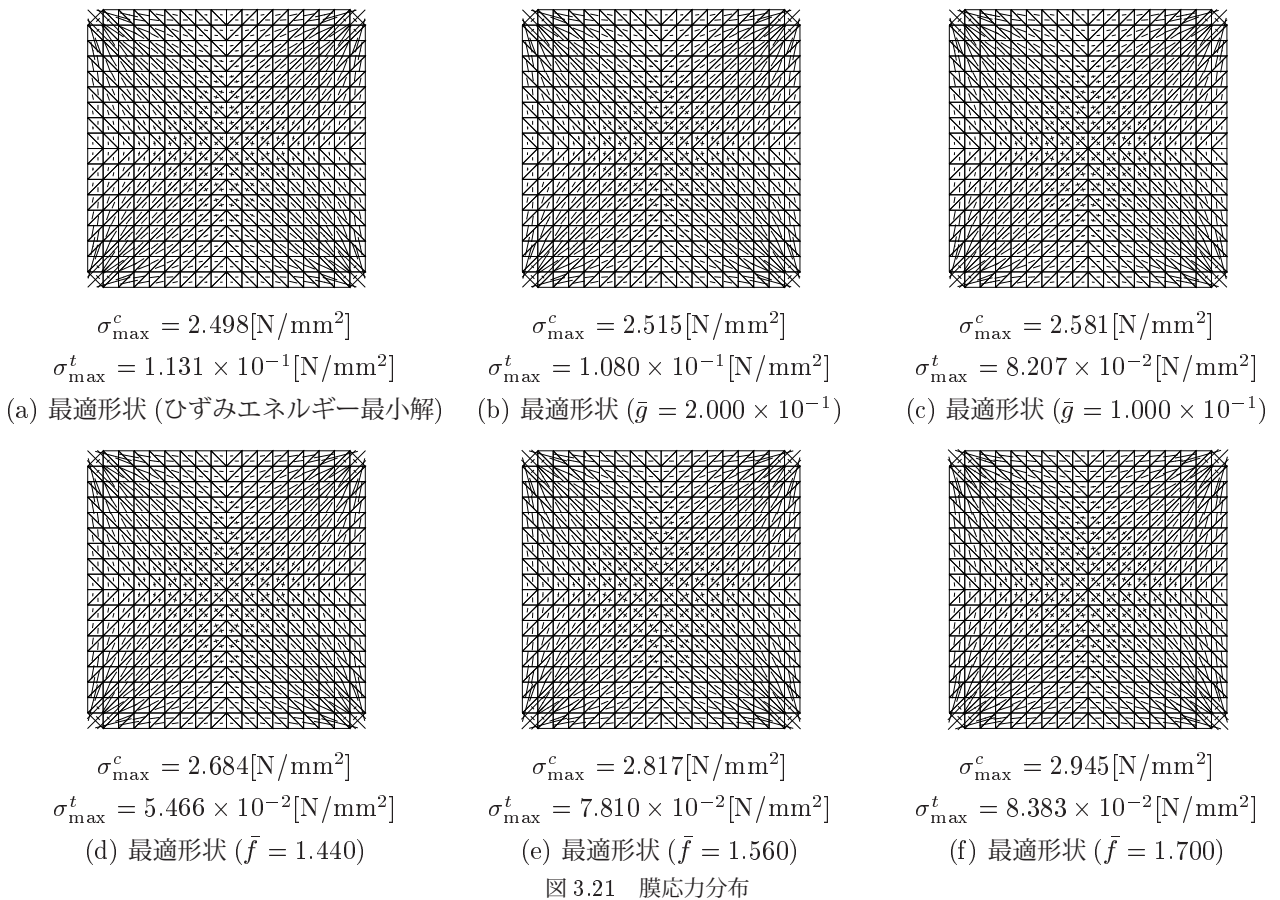 σ^c_max = 2.498[N/mm²]
σ^t_max = 1.131 × 10⁻¹[N/mm²]
(a) 最適形状 (ひずみエネルギー最小解)
σ^c_max = 2.515[N/mm²]
σ^t_max = 1.080 × 10⁻¹[N/mm²]
(b) 最適形状 (ḡ = 2.000 × 10⁻¹)
σ^c_max = 2.581[N/mm²]
σ^t_max = 8.207 × 10⁻²[N/mm²]
(c) 最適形状 (ḡ = 1.000 × 10⁻¹)
σ^c_max = 2.684[N/mm²]
σ^t_max = 5.466 × 10⁻²[N/mm²]
(d) 最適形状 (f̄ = 1.440)
σ^c_max = 2.817[N/mm²]
σ^t_max = 7.810 × 10⁻²[N/mm²]
(e) 最適形状 (f̄ = 1.560)
σ^c_max = 2.945[N/mm²]
σ^t_max = 8.383 × 10⁻²[N/mm²]
(f) 最適形状 (f̄ = 1.700)
図 3.21　膜応力分布